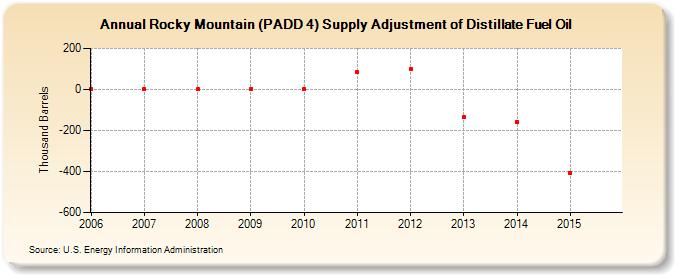 Annual Rocky Mountain (PADD 4) Supply Adjustment of Distillate Fuel Oil
Thousand Barrels
200
0
-200
-400
-600
2006 2007 2008 2009 2010 2011 2012 2013 2014 2015
Source: U.S. Energy Information Administration